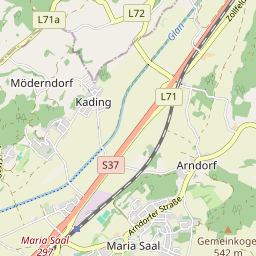 L72
L71a
Glan
Zollfeld
Möderndorf
Kading
L71
S37
Arndorf
Arndorfer Straße
Maria Saal
297
Maria Saal
Gemeinkoge
542 m